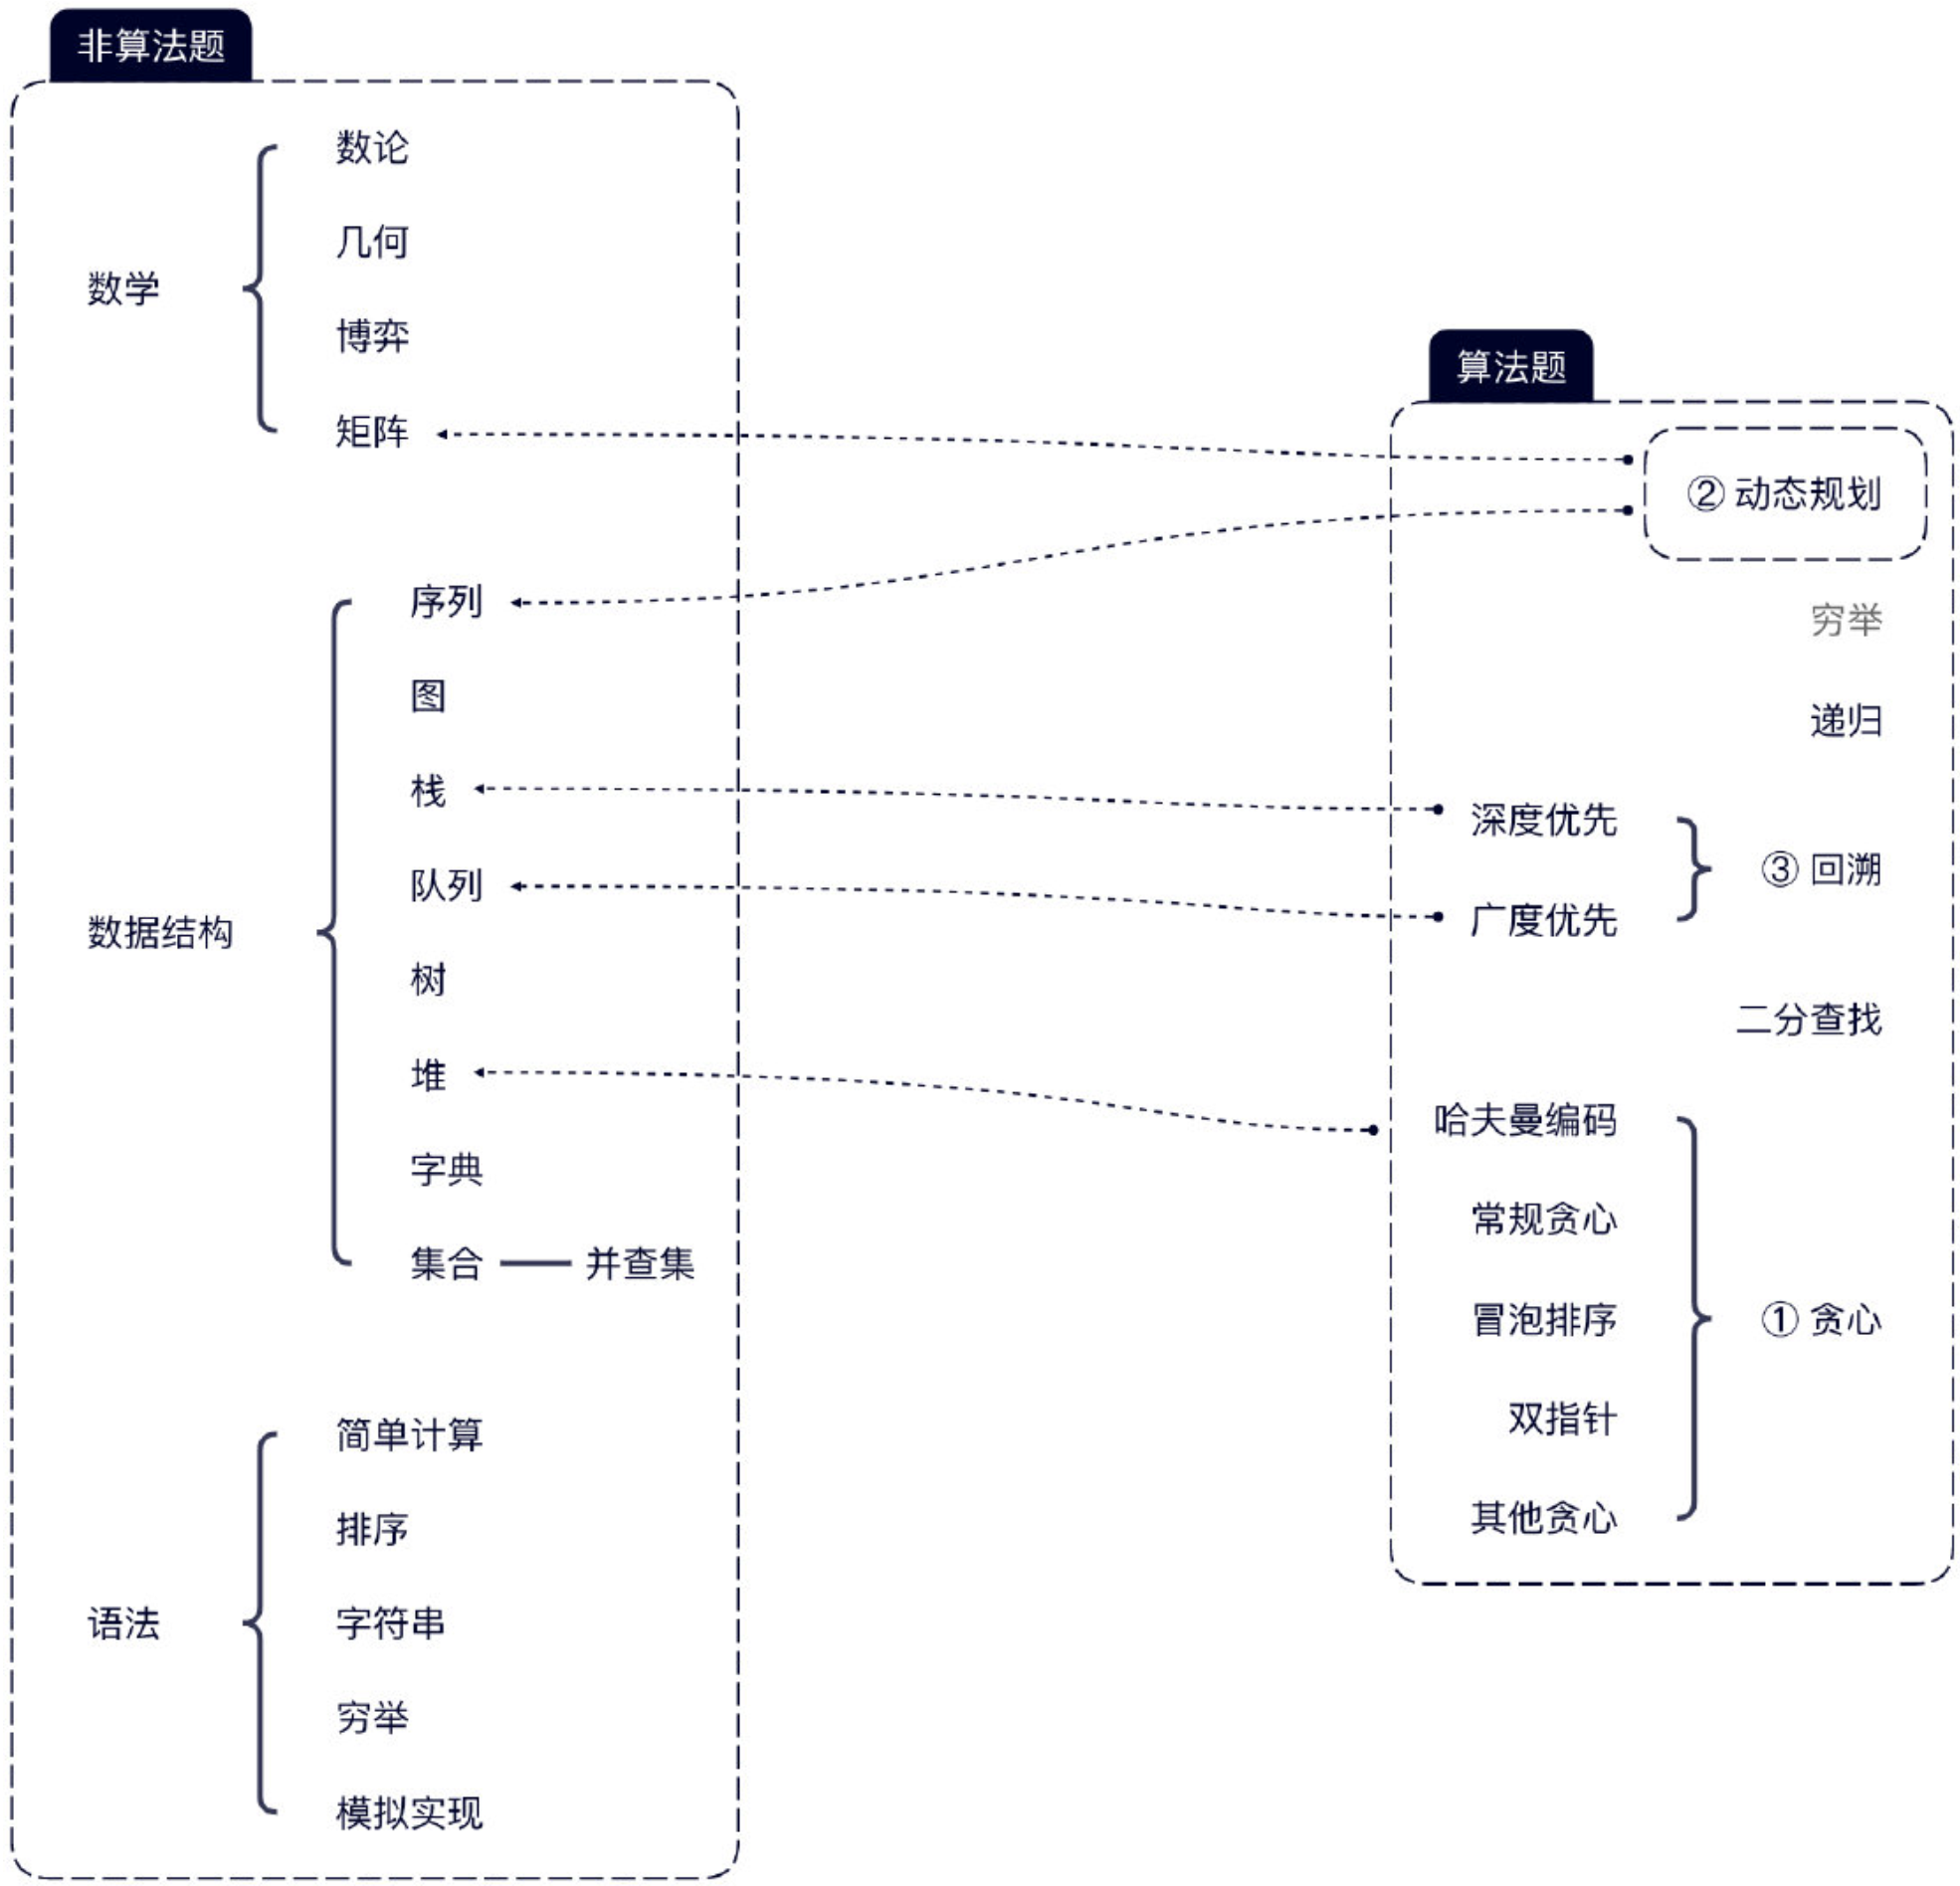 非算法题
数学
数论
几何
博弈
矩阵
数据结构
序列
图
栈
队列
树
堆
字典
集合
并查集
语法
简单计算
排序
字符串
穷举
模拟实现
算法题
② 动态规划
穷举
递归
深度优先
广度优先
③ 回溯
二分查找
哈夫曼编码
常规贪心
冒泡排序
双指针
其他贪心
① 贪心